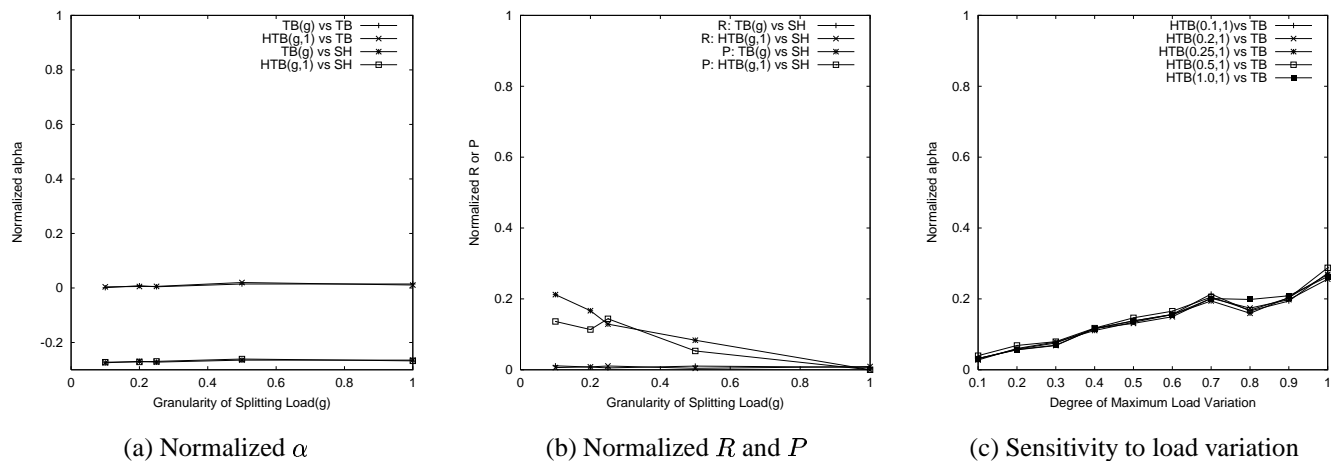 1
0.8
0.6
0.4
0.2
0
-0.2
Normalized alpha
TB(g) vs TB
HTB(g,1) vs TB
TB(g) vs SH
HTB(g,1) vs SH
0 0.2 0.4 0.6 0.8 1
Granularity of Splitting Load(g)
(a) Normalized α
1
0.8
0.6
0.4
0.2
0
Normalized R or P
R: TB(g) vs SH
R: HTB(g,1) vs SH
P: TB(g) vs SH
P: HTB(g,1) vs SH
0 0.2 0.4 0.6 0.8 1
Granularity of Splitting Load(g)
(b) Normalized R and P
1
0.8
0.6
0.4
0.2
0
Normalized alpha
HTB(0.1,1)vs TB
HTB(0.2,1) vs TB
HTB(0.25,1) vs TB
HTB(0.5,1) vs TB
HTB(1.0,1) vs TB
0.1 0.2 0.3 0.4 0.5 0.6 0.7 0.8 0.9 1
Degree of Maximum Load Variation
(c) Sensitivity to load variation